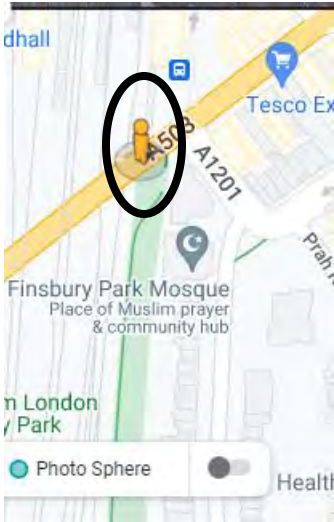 dhall
Tesco Ex
A503
A1201
Prah R
Finsbury Park Mosque
Place of Muslim prayer
& community hub
m London
y Park
Photo Sphere
Health